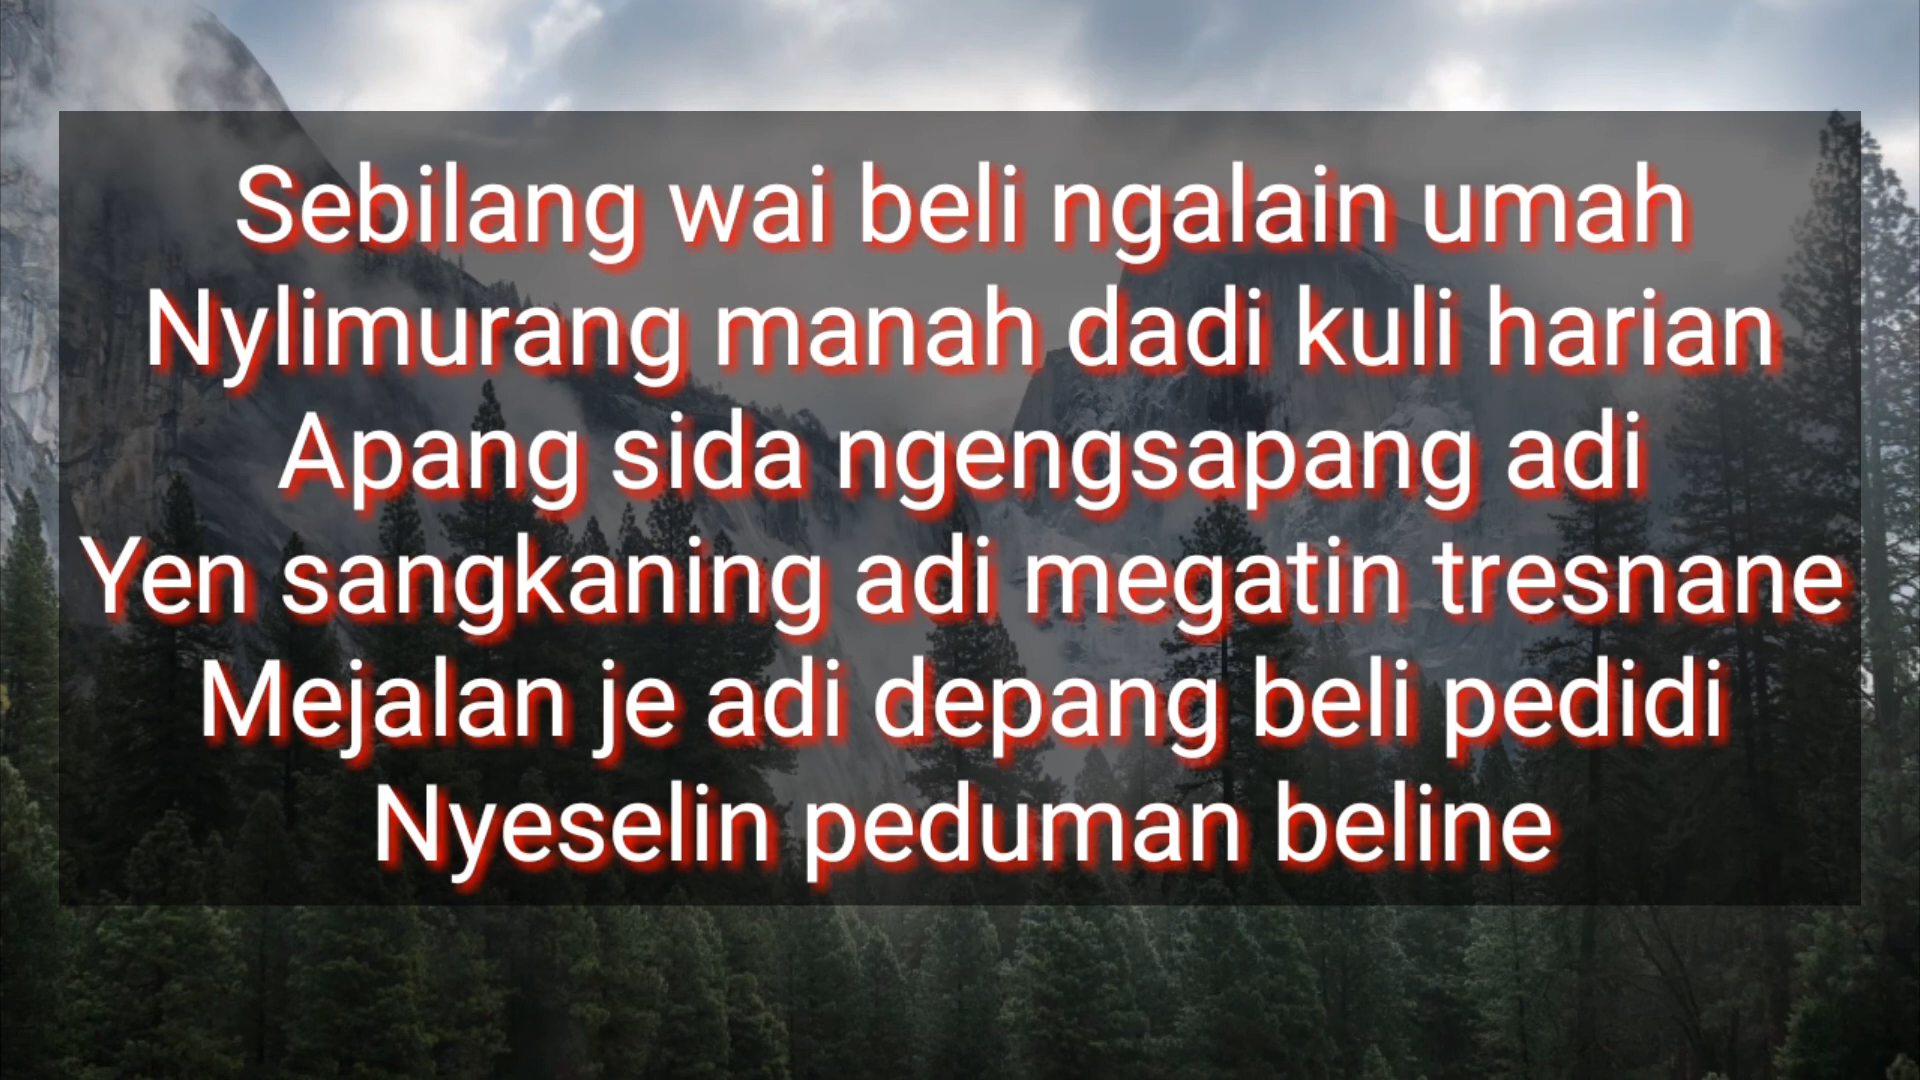 Sebilang wai beli ngalain umah
Nylimurang manah dadi kuli harian
Apang sida ngengsapang adi
Yen sangkaning adi megatin tresnane
Mejalan je adi depang beli pedidi
Nyeselin peduman beline